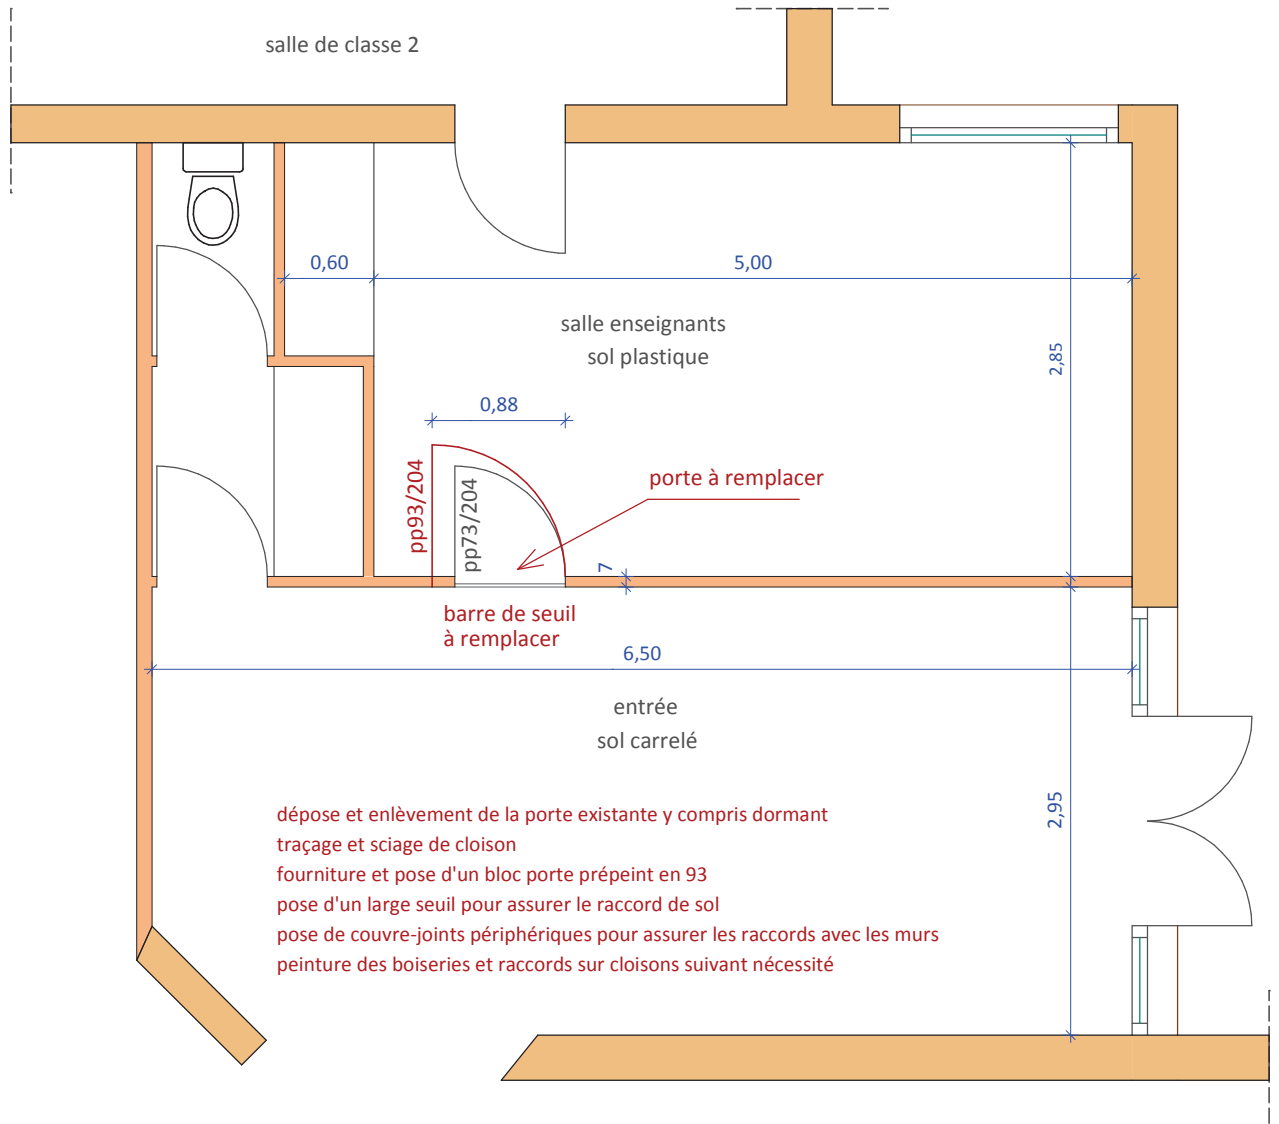 salle de classe 2
0,60
5,00
salle enseignants
sol plastique
2,85
0,88
porte à remplacer
pp93/204
pp73/204
7
barre de seuil
à remplacer
6,50
entrée
sol carrelé
2,95
dépose et enlèvement de la porte existante y compris dormant
traçage et sciage de cloison
fourniture et pose d'un bloc porte prépeint en 93
pose d'un large seuil pour assurer le raccord de sol
pose de couvre-joints périphériques pour assurer les raccords avec les murs
peinture des boiseries et raccords sur cloisons suivant nécessité